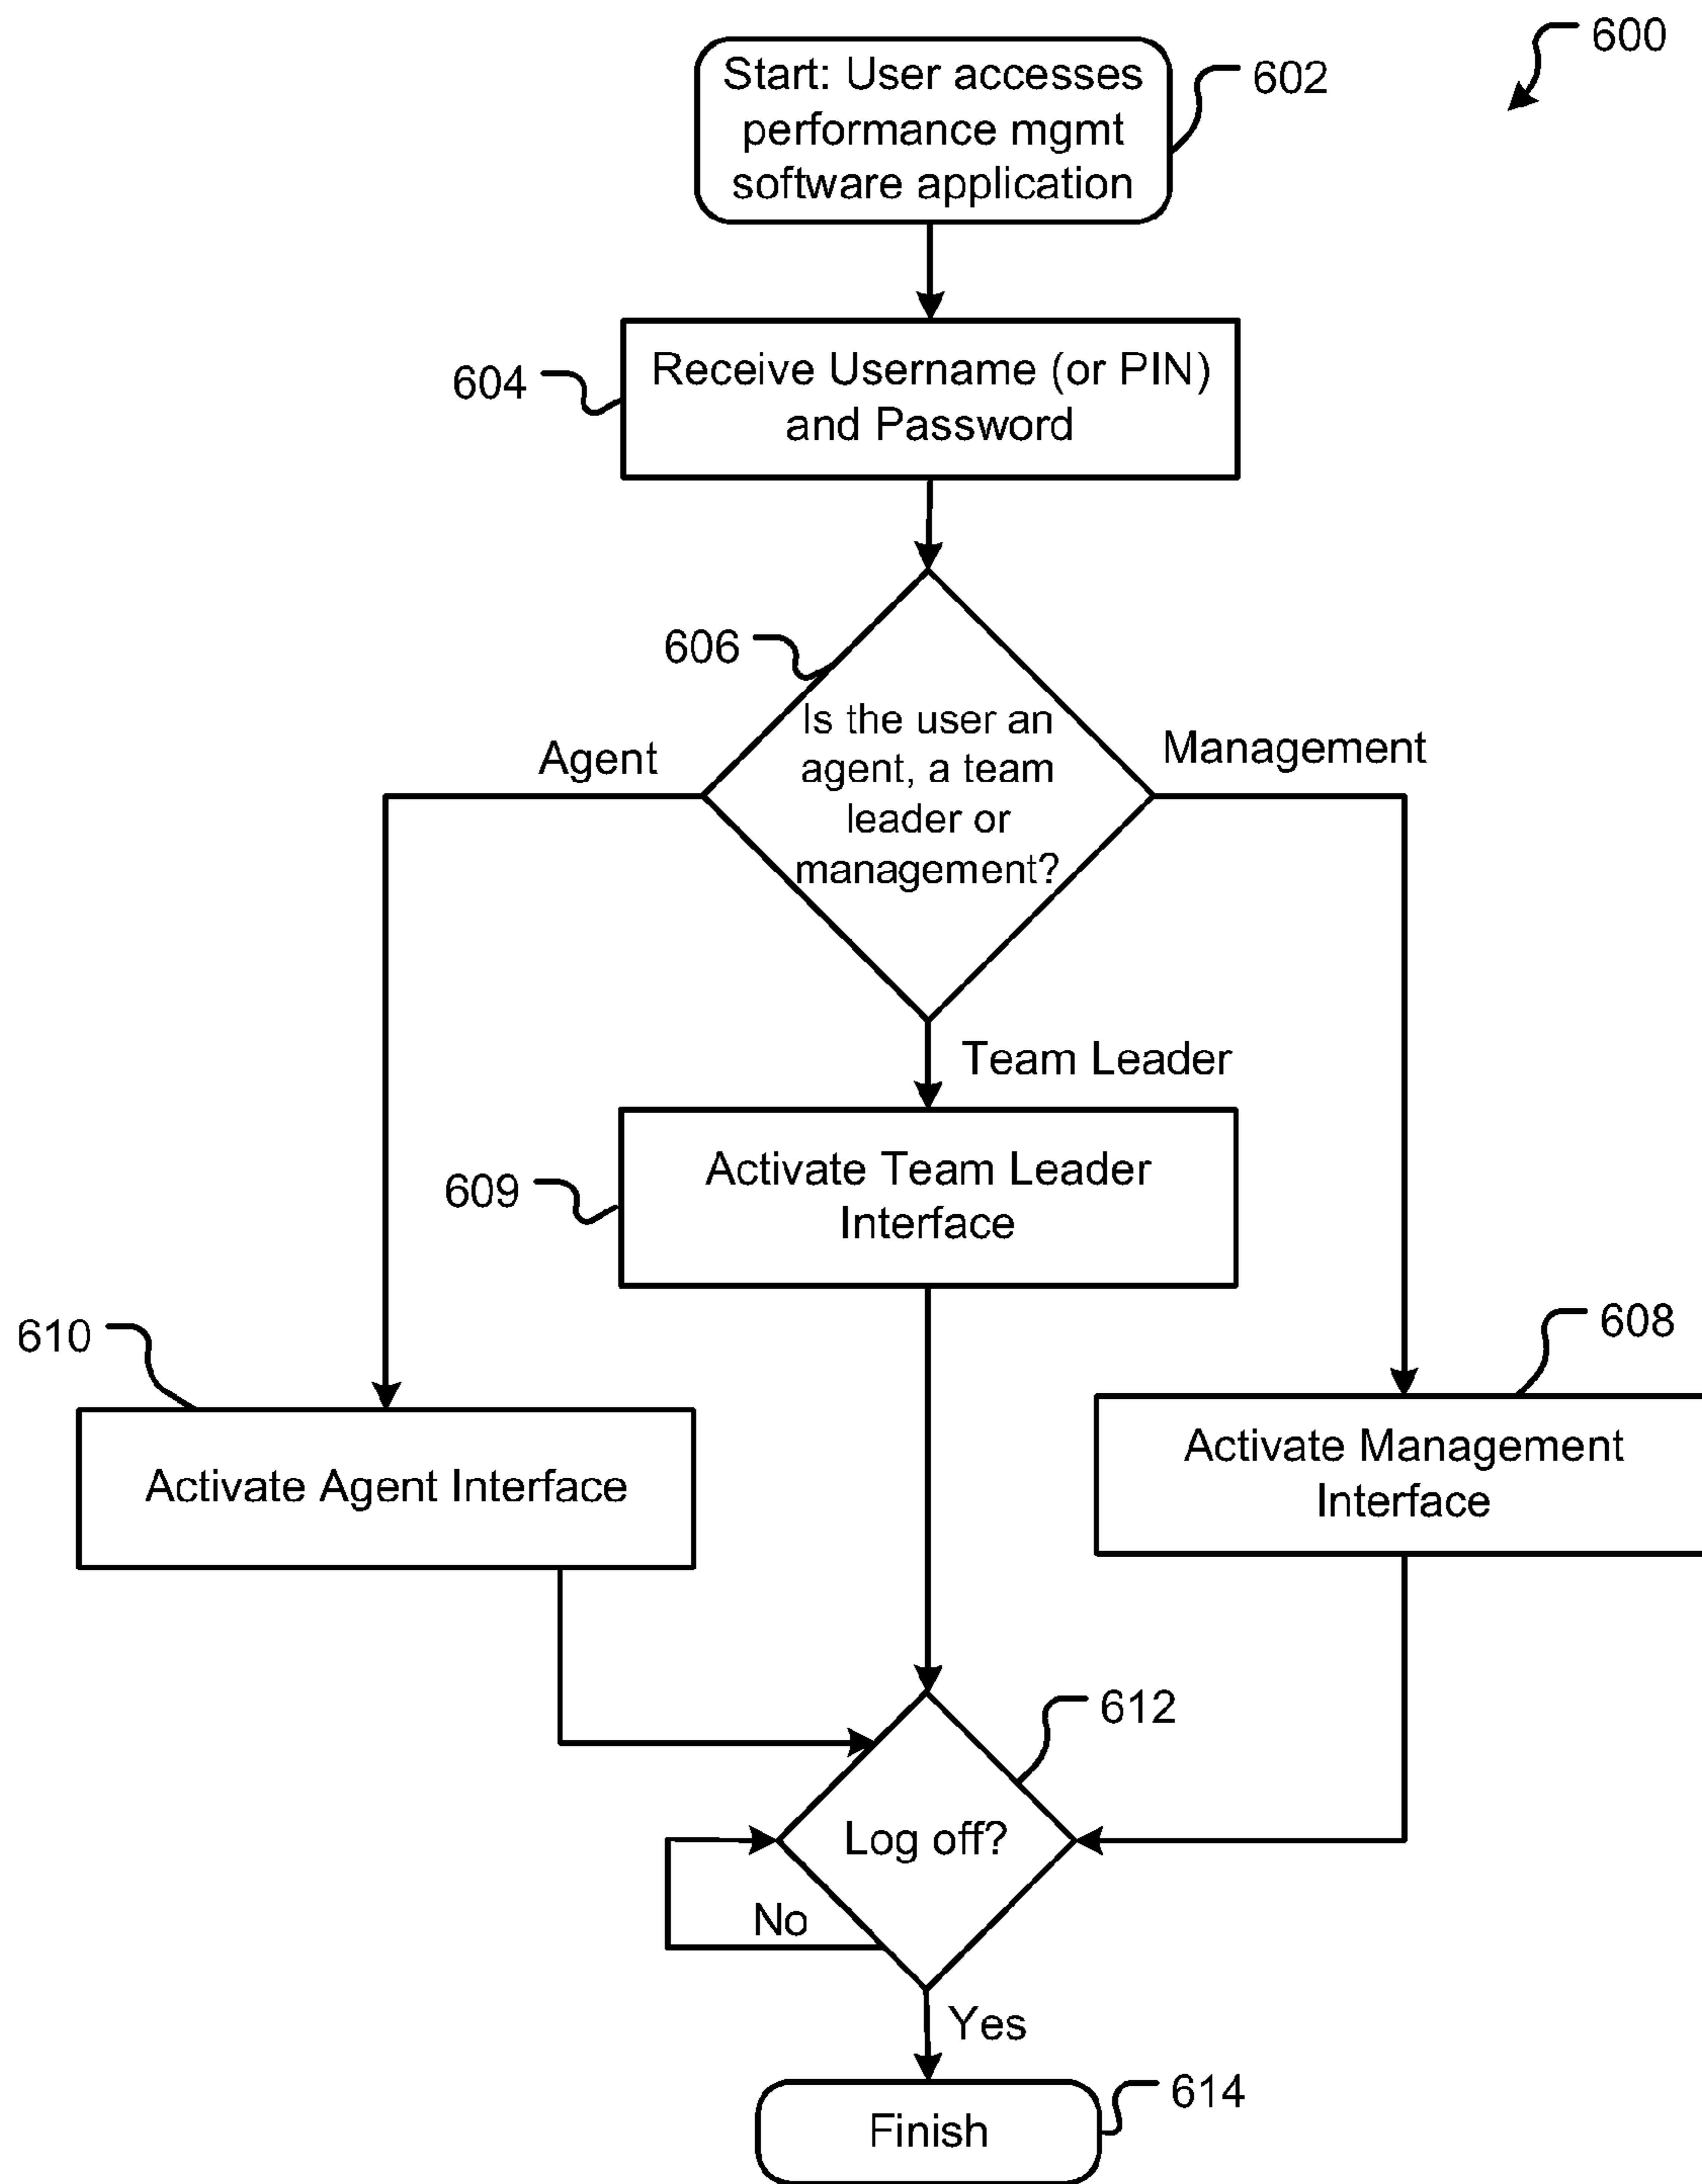 600
Start: User accesses
performance mgmt
software application
602
604
Receive Username (or PIN)
and Password
606
Is the user an
agent, a team
leader or
management?
Agent
Management
Team Leader
609
Activate Team Leader
Interface
610
Activate Agent Interface
608
Activate Management
Interface
612
Log off?
No
Yes
614
Finish